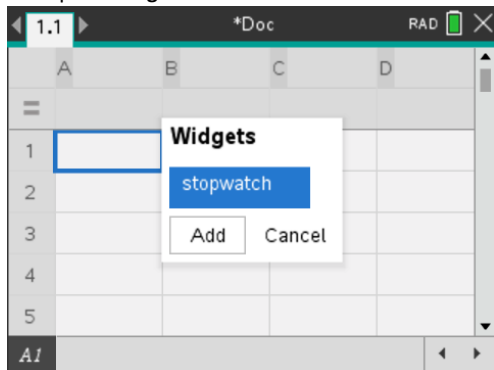 1.1 *Doc RAD
A B C D
=
1
2
3
4
5
Widgets
stopwatch
Add Cancel
A1